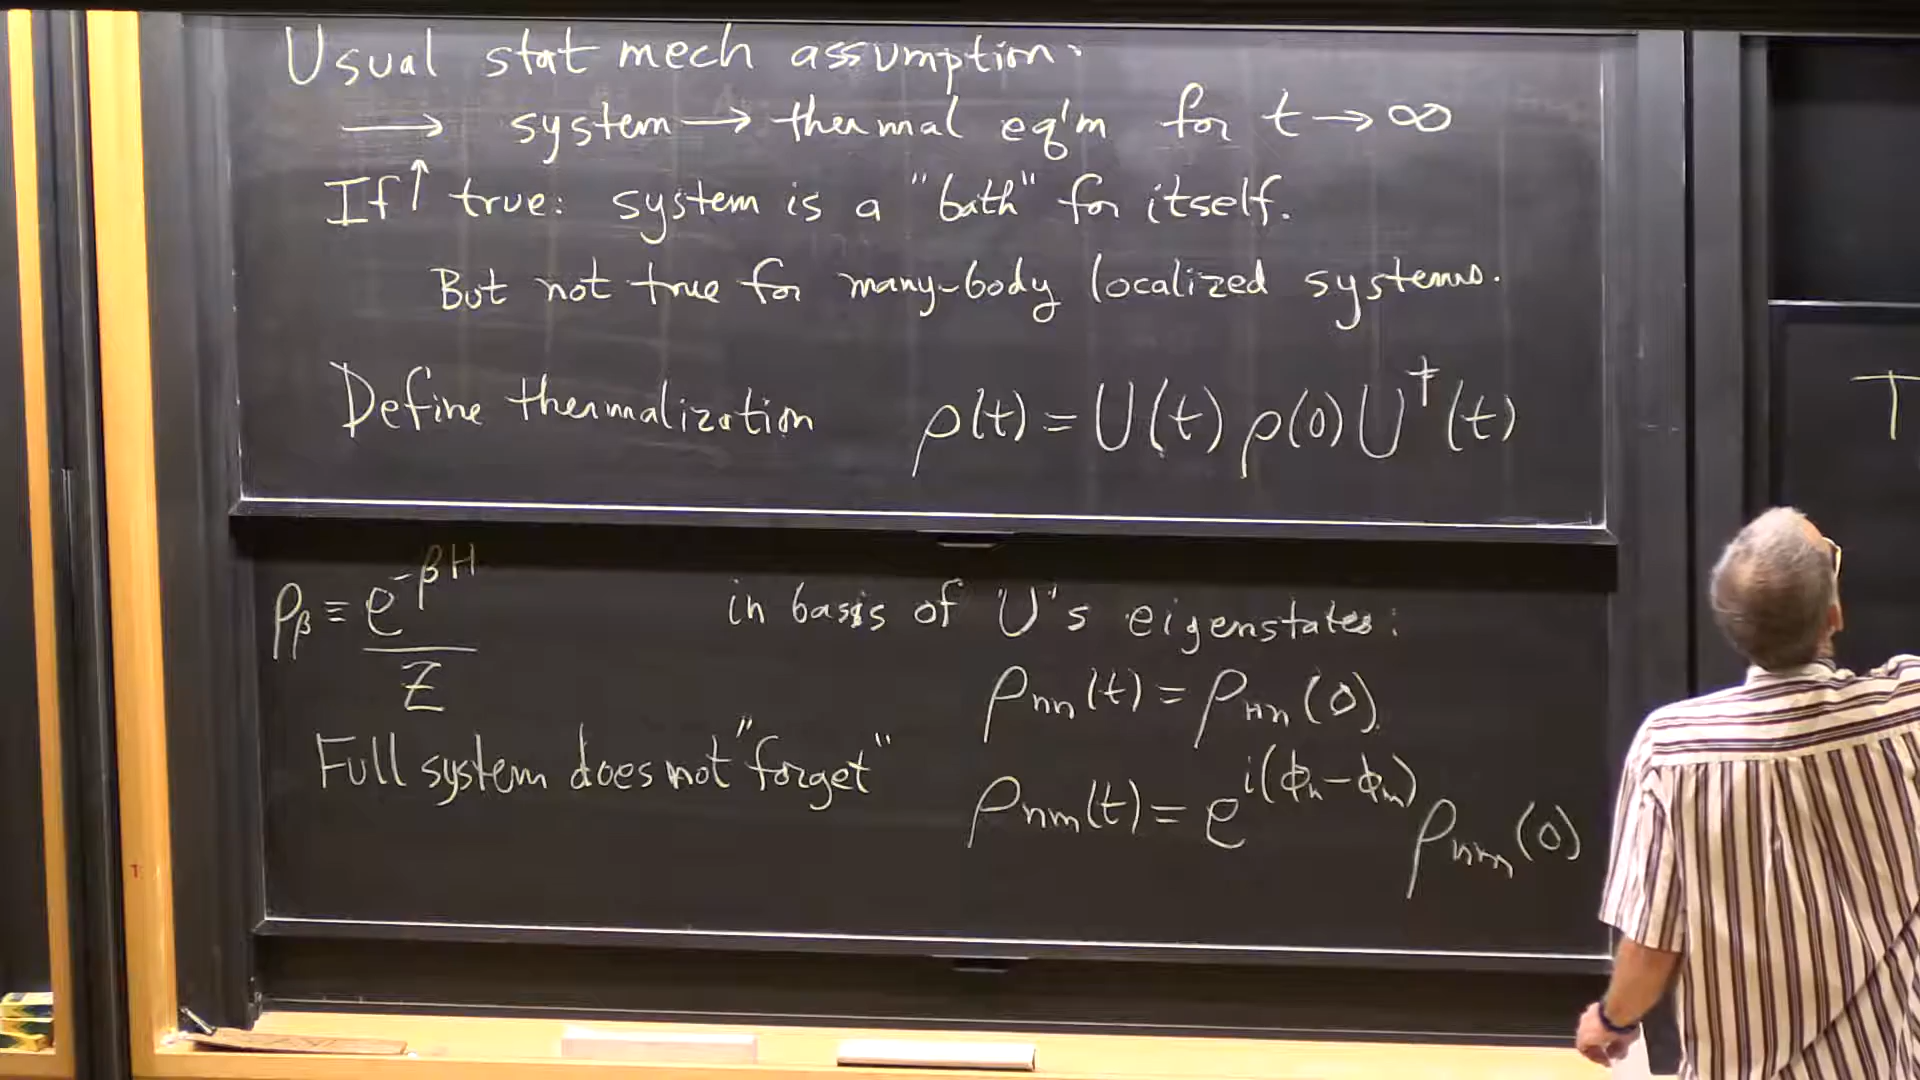 Usual stat mech assumption:
→ system → thermal eq'm for t → ∞
If ↑ true: system is a "bath" for itself.
But not true for many-body localized systems.
Define thermalization ρ(t) = U(t) ρ(0) U†(t)
ρ_β ≡ e^{-βH} / Z
in basis of U's eigenstates:
ρ_nn(t) = ρ_nn(0)
Full system does not "forget"
ρ_nm(t) = e^{i(ϕ_n - ϕ_m)} ρ_nm(0)
T